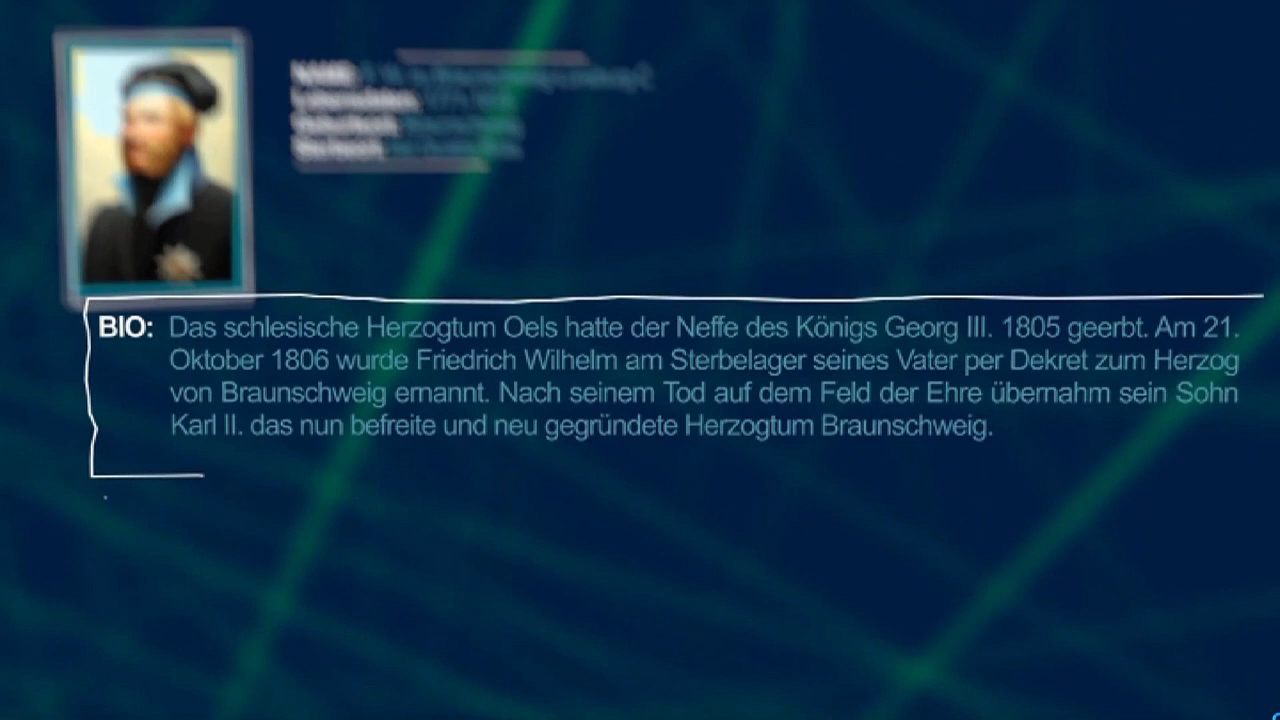 BIO: Das schlesische Herzogtum Oels hatte der Neffe des Königs Georg III. 1805 geerbt. Am 21.
Oktober 1806 wurde Friedrich Wilhelm am Sterbelager seines Vater per Dekret zum Herzog
von Braunschweig ernannt. Nach seinem Tod auf dem Feld der Ehre übernahm sein Sohn
Karl II. das nun befreite und neu gegründete Herzogtum Braunschweig.